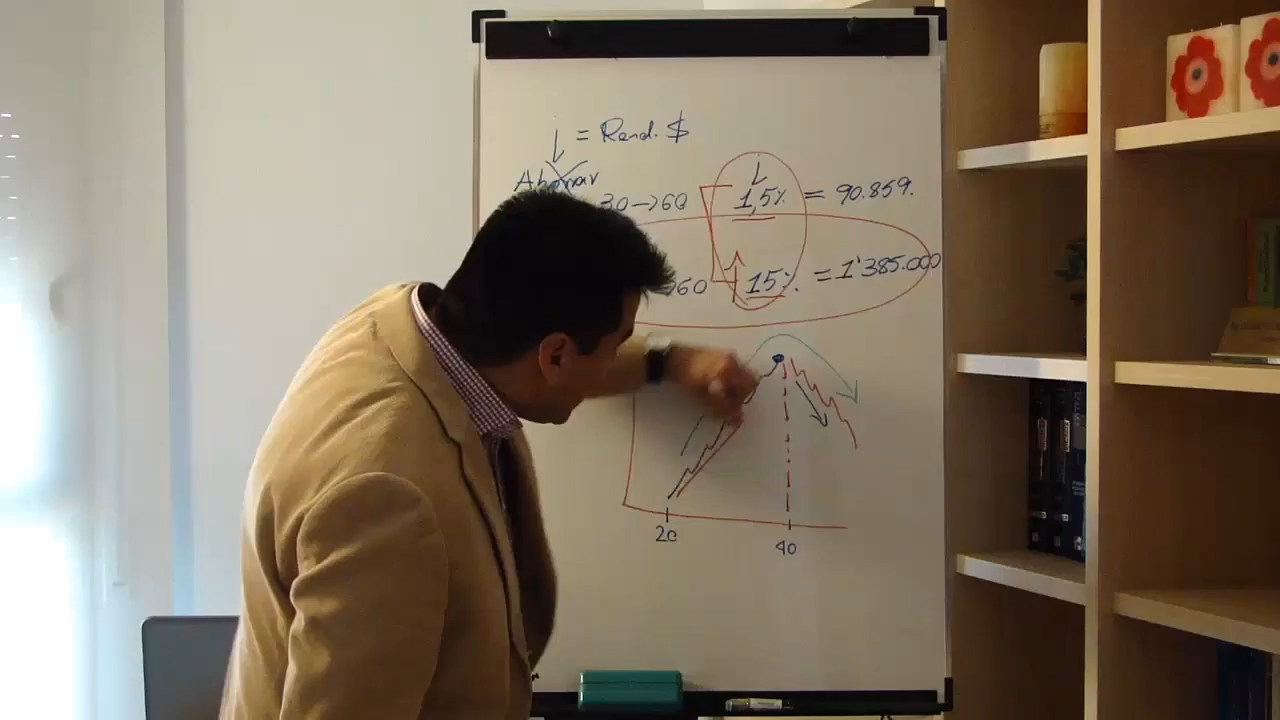 ↓ = Rend. $
Ahorrar
30→60 1,5% = 90.859.
→60 15% = 1'385.000
20 40